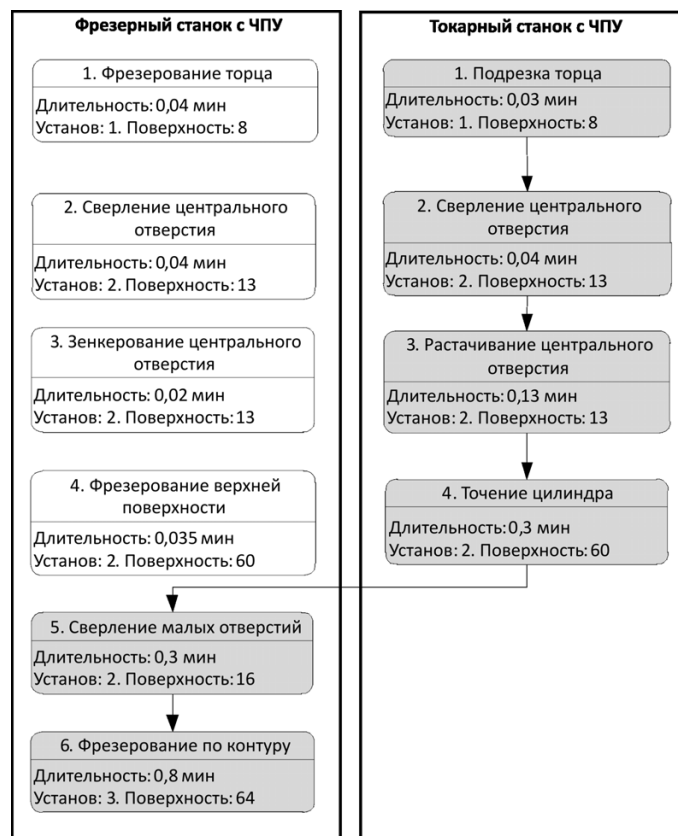 Фрезерный станок с ЧПУ
1. Фрезерование торца
Длительность: 0,04 мин
Установ: 1. Поверхность: 8
2. Сверление центрального
отверстия
Длительность: 0,04 мин
Установ: 2. Поверхность: 13
3. Зенкерование центрального
отверстия
Длительность: 0,02 мин
Установ: 2. Поверхность: 13
4. Фрезерование верхней
поверхности
Длительность: 0,035 мин
Установ: 2. Поверхность: 60
5. Сверление малых отверстий
Длительность: 0,3 мин
Установ: 2. Поверхность: 16
6. Фрезерование по контуру
Длительность: 0,8 мин
Установ: 3. Поверхность: 64
Токарный станок с ЧПУ
1. Подрезка торца
Длительность: 0,03 мин
Установ: 1. Поверхность: 8
2. Сверление центрального
отверстия
Длительность: 0,04 мин
Установ: 2. Поверхность: 13
3. Растачивание центрального
отверстия
Длительность: 0,13 мин
Установ: 2. Поверхность: 13
4. Точение цилиндра
Длительность: 0,3 мин
Установ: 2. Поверхность: 60